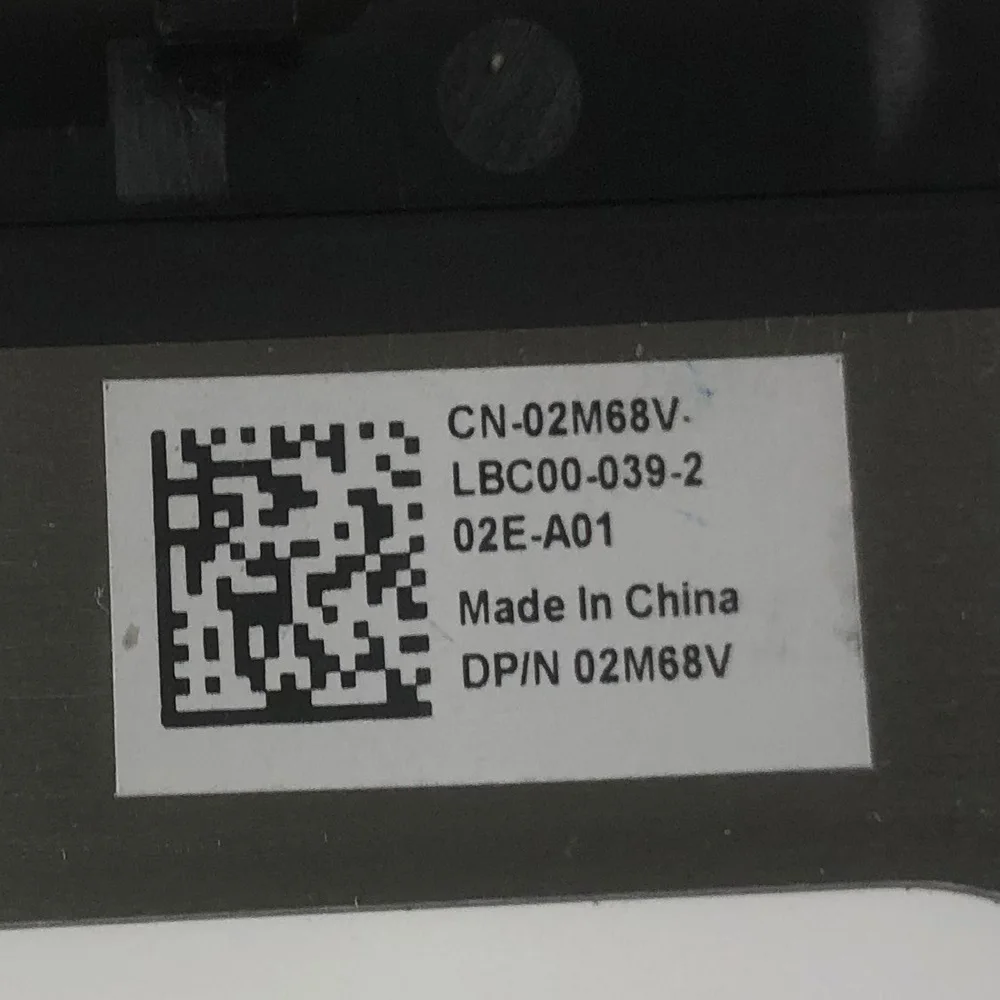 CN-02M68V-
LBC00-039-2
02E-A01
Made In China
DP/N 02M68V